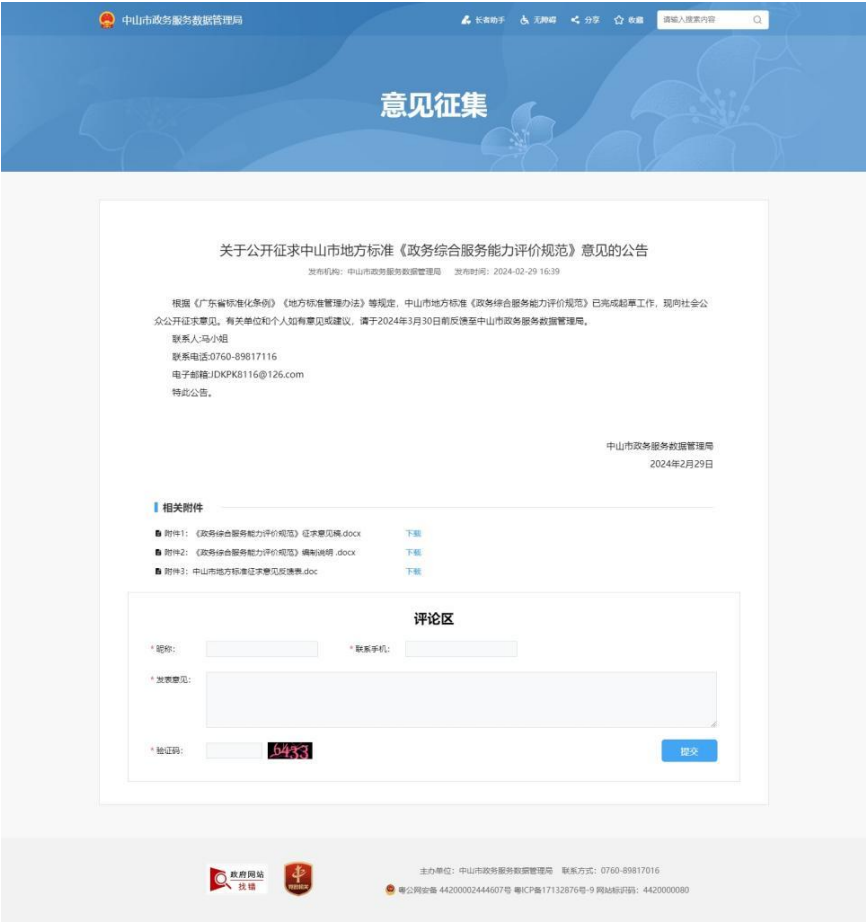 中山市政务服务数据管理局 长者助手 无障碍 分享 收藏 请输入搜索内容
意见征集
关于公开征求中山市地方标准《政务综合服务能力评价规范》意见的公告
发布机构：中山市政务服务数据管理局 发布时间：2024-02-29 16:39
根据《广东省标准化条例》《地方标准管理办法》等规定，中山市地方标准《政务综合服务能力评价规范》已完成起草工作，现向社会公
众公开征求意见。有关单位和个人如有意见或建议，请于2024年3月30日前反馈至中山市政务服务数据管理局。
联系人:马小姐
联系电话:0760-89817116
电子邮箱:JDKPK8116@126.com
特此公告。
中山市政务服务数据管理局
2024年2月29日
相关附件
附件1：《政务综合服务能力评价规范》征求意见稿.docx 下载
附件2：《政务综合服务能力评价规范》编制说明 .docx 下载
附件3：中山市地方标准征求意见反馈表.doc 下载
评论区
*昵称： *联系手机：
*发表意见：
*验证码： 6433 提交
政府网站 主办单位：中山市政务服务数据管理局 联系方式：0760-89817016
找错 党政机关 粤公网安备 44200002444607号 粤ICP备17132876号-9 网站标识码：4420000080